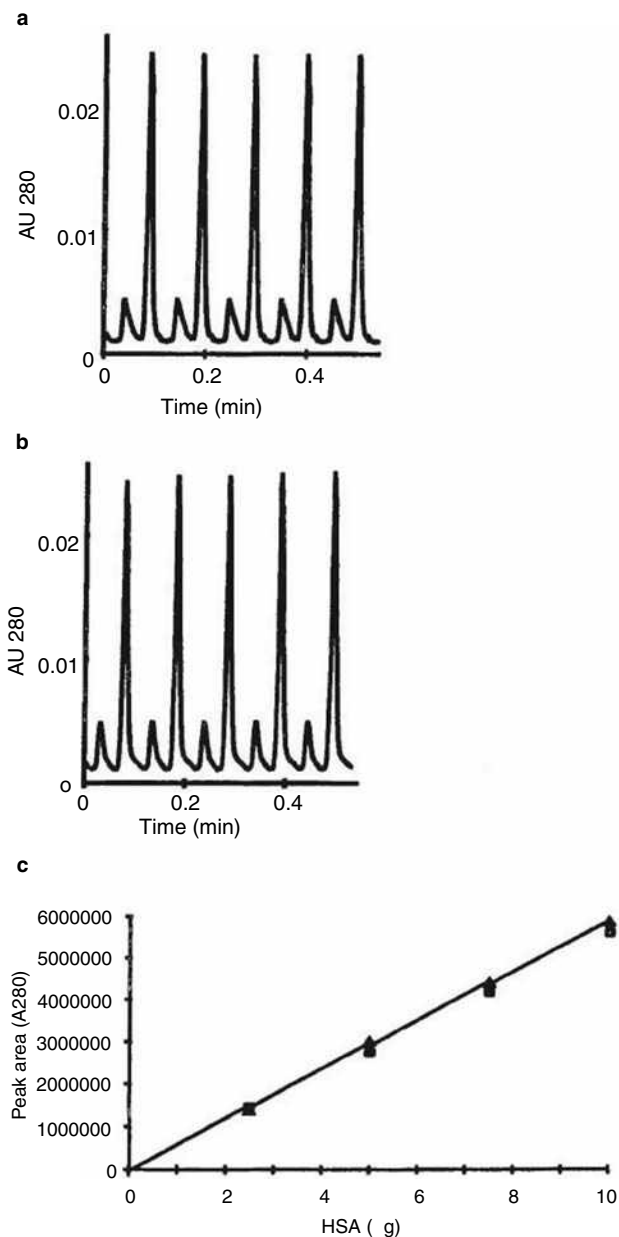 a
0.02
0.01
0
AU 280
0 0.2 0.4
Time (min)
b
0.02
0.01
o
AU 280
0 0.2 0.4
Time (min)
c
6000000
5000000
4000000
3000000
2000000
1000000
0
Peak area (A280)
0 2 4 6 8 10
HSA ( g)